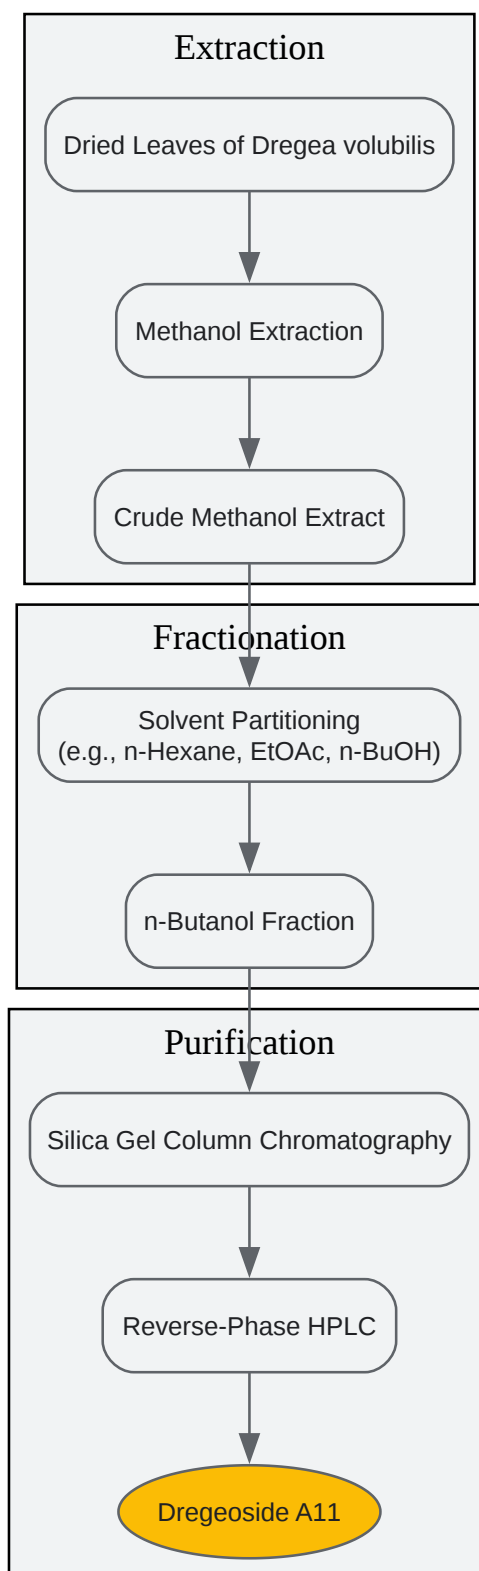 Extraction
Dried Leaves of Dregea volubilis
Methanol Extraction
Crude Methanol Extract
Fractionation
Solvent Partitioning
(e.g., n-Hexane, EtOAc, n-BuOH)
n-Butanol Fraction
Purification
Silica Gel Column Chromatography
Reverse-Phase HPLC
Dregeoside A11